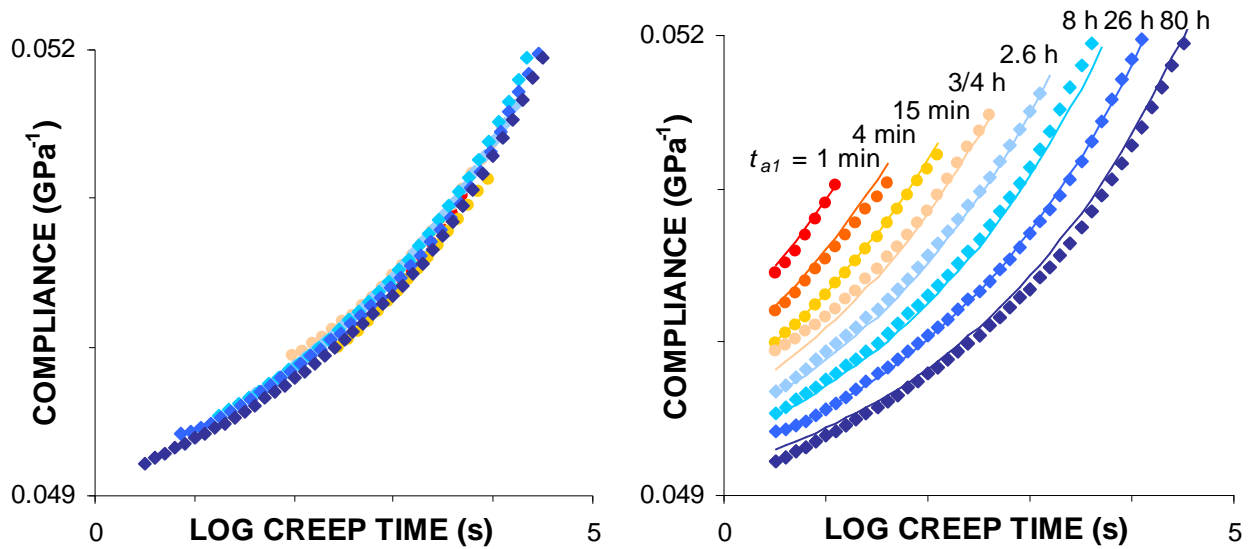 0.052
COMPLIANCE (GPa-1)
0.049
0
LOG CREEP TIME (s)
5
0.052
8 h 26 h 80 h
2.6 h
3/4 h
15 min
4 min
ta1 = 1 min
COMPLIANCE (GPa-1)
0.049
0
LOG CREEP TIME (s)
5